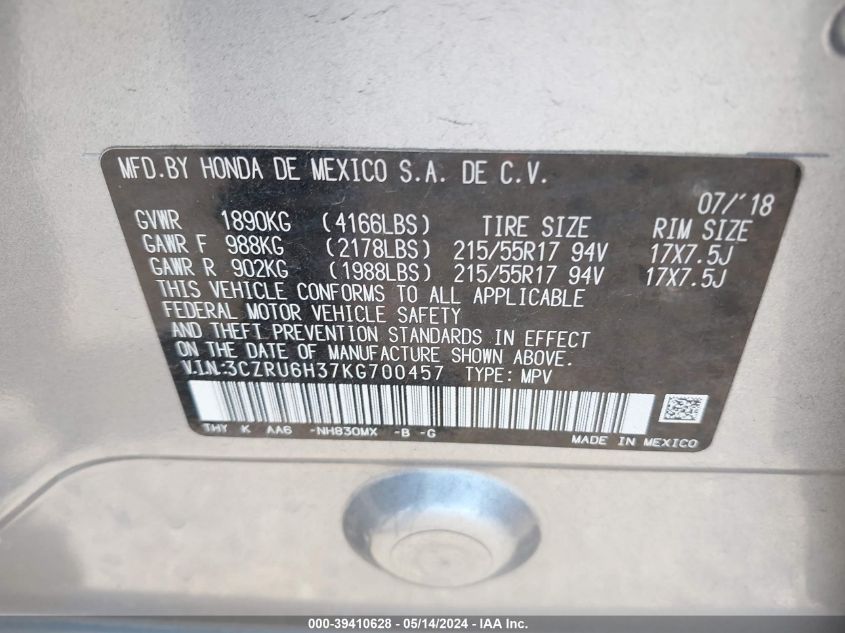 MFD.BY HONDA DE MEXICO S.A. DE C.V.
07/'18
GVWR 1890KG (4166LBS) TIRE SIZE RIM SIZE
GAWR F 988KG (2178LBS) 215/55R17 94V 17X7.5J
GAWR R 902KG (1988LBS) 215/55R17 94V 17X7.5J
THIS VEHICLE CONFORMS TO ALL APPLICABLE
FEDERAL MOTOR VEHICLE SAFETY
AND THEFT PREVENTION STANDARDS IN EFFECT
ON THE DATE OF MANUFACTURE SHOWN ABOVE.
V.I.N:3CZRU6H37KG700457 TYPE: MPV
THY K AA6 -NH830MX -B -G
MADE IN MEXICO
000-39410628 - 05/14/2024 - IAA Inc.